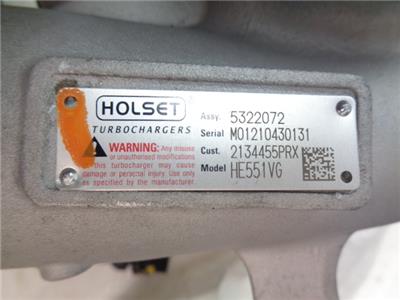 HOLSET
TURBOCHARGERS
WARNING: Any misuse
or unauthorised modifications
this turbocharger may cause
damage or personal injury. Use only
as specified by the manufacturer.
Assy. 5322072
Serial M01210430131
Cust. 2134455PRX
Model HE551VG